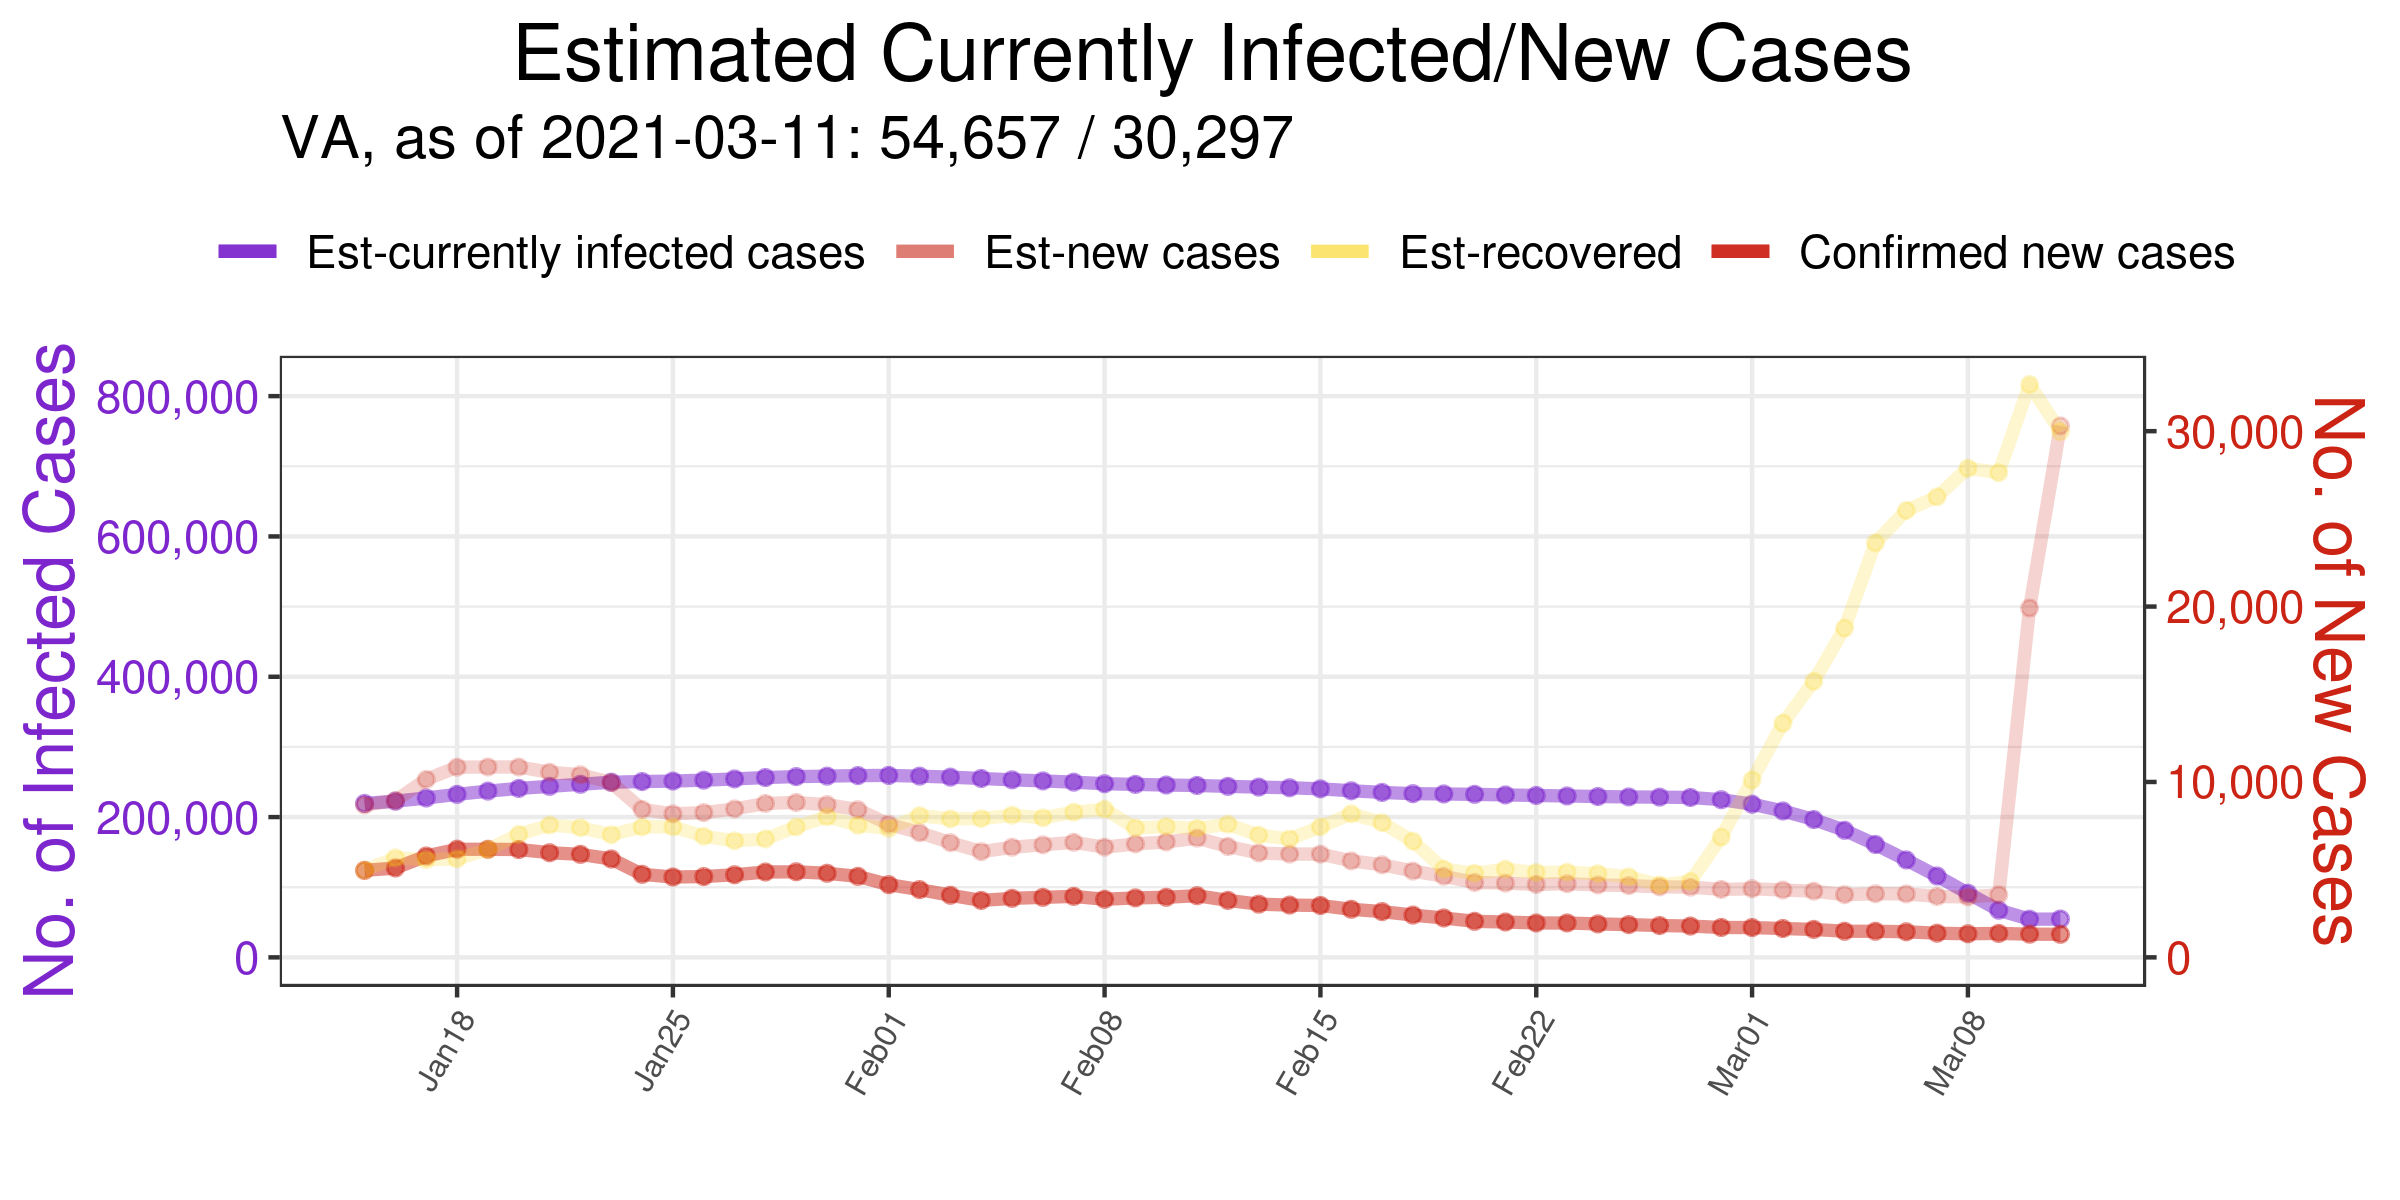 Estimated Currently Infected/New Cases
VA, as of 2021-03-11: 54,657 / 30,297
Est-currently infected cases Est-new cases Est-recovered Confirmed new cases
No. of Infected Cases
800,000
600,000
400,000
200,000
0
30,000
20,000
10,000
0
No. of New Cases
Jan18 Jan25 Feb01 Feb08 Feb15 Feb22 Mar01 Mar08